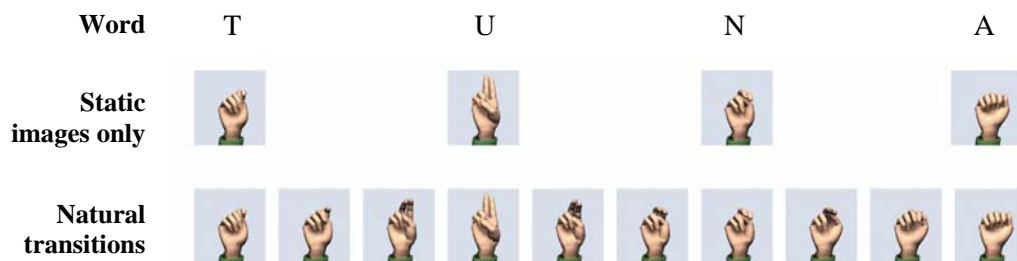 Word T U N A
Static
images only
Natural
transitions